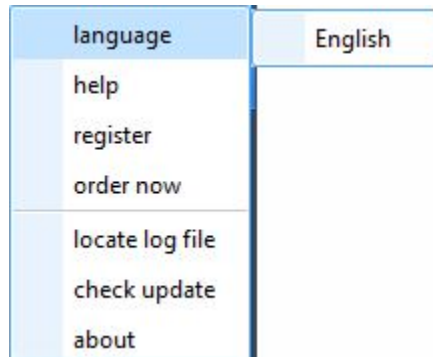 language
English
help
register
order now
locate log file
check update
about